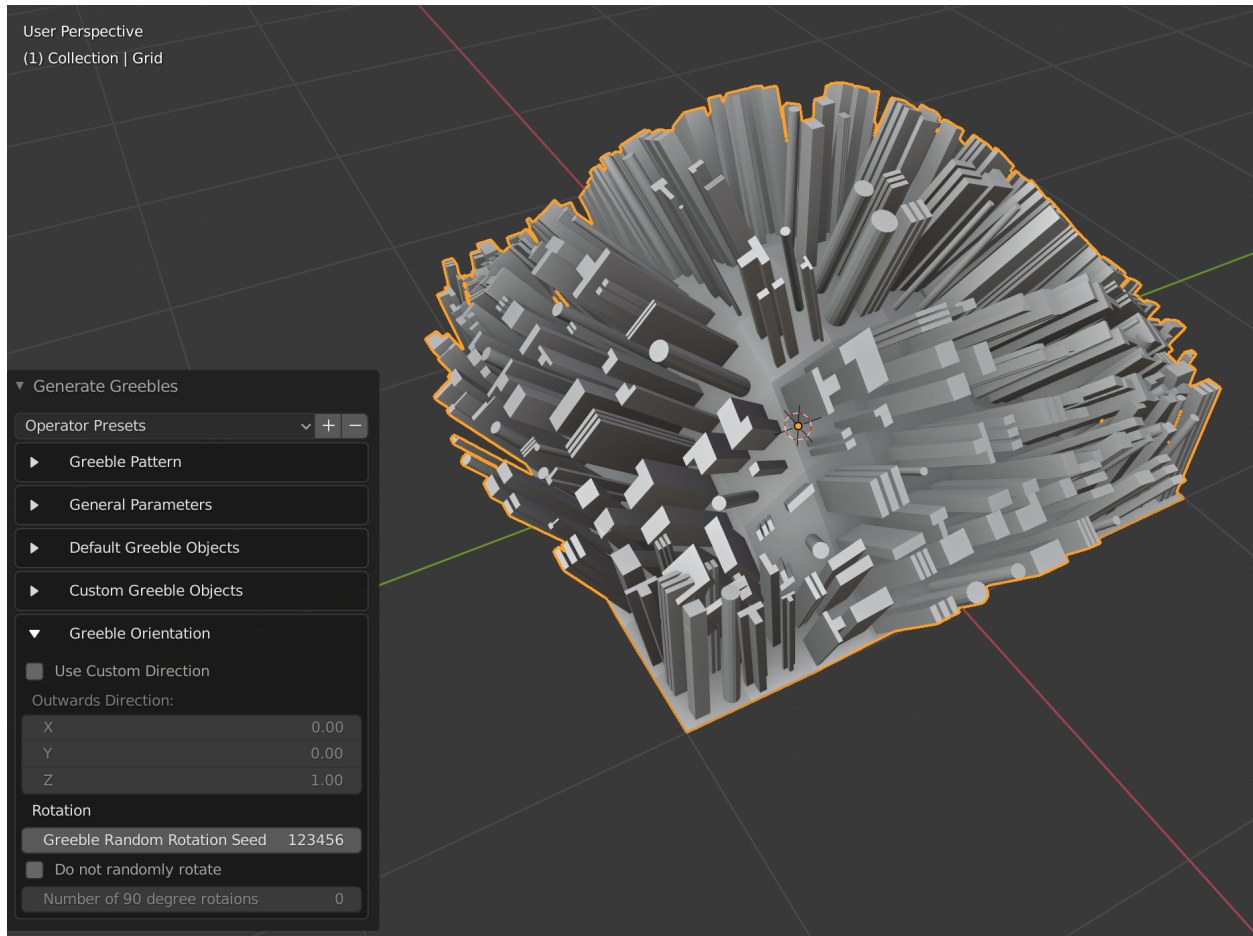 User Perspective
(1) Collection | Grid
Generate Greebles
Operator Presets
Greeble Pattern
General Parameters
Default Greeble Objects
Custom Greeble Objects
Greeble Orientation
Use Custom Direction
Outwards Direction:
X 0.00
Y 0.00
Z 1.00
Rotation
Greeble Random Rotation Seed 123456
Do not randomly rotate
Number of 90 degree rotaions 0